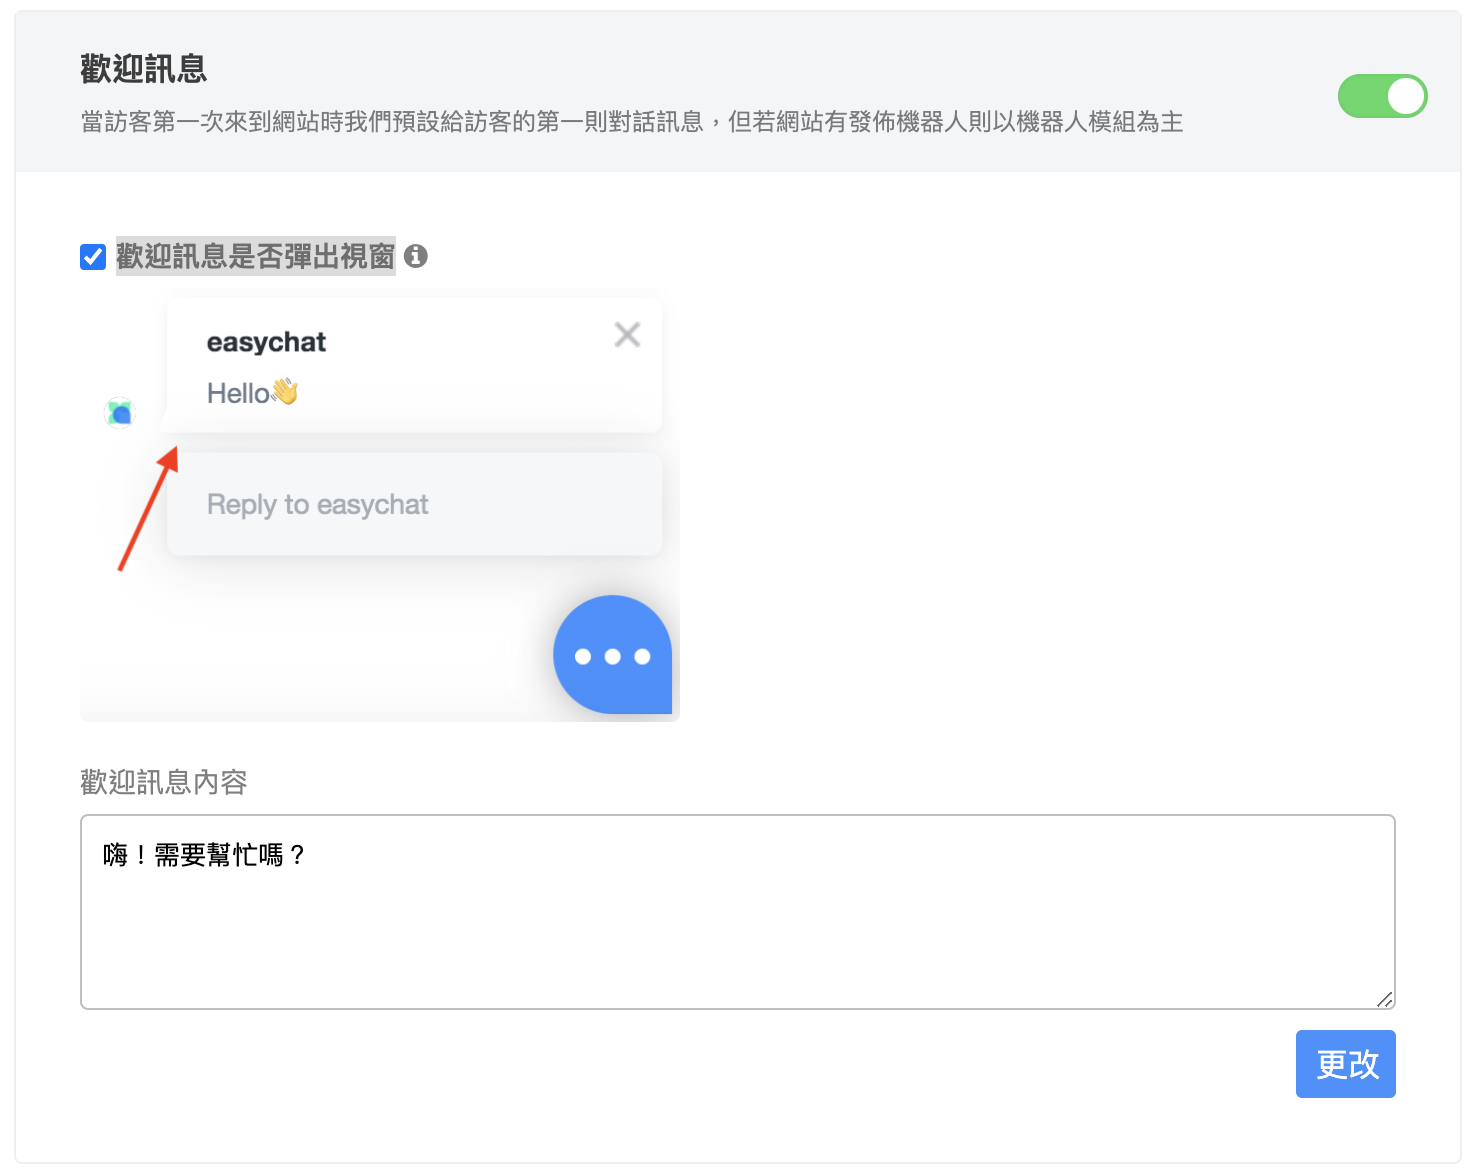 歡迎訊息
當訪客第一次來到網站時我們預設給訪客的第一則對話訊息，但若網站有發佈機器人則以機器人模組為主
歡迎訊息是否彈出視窗
easychat
Hello👋
Reply to easychat
歡迎訊息內容
嗨！需要幫忙嗎？
更改